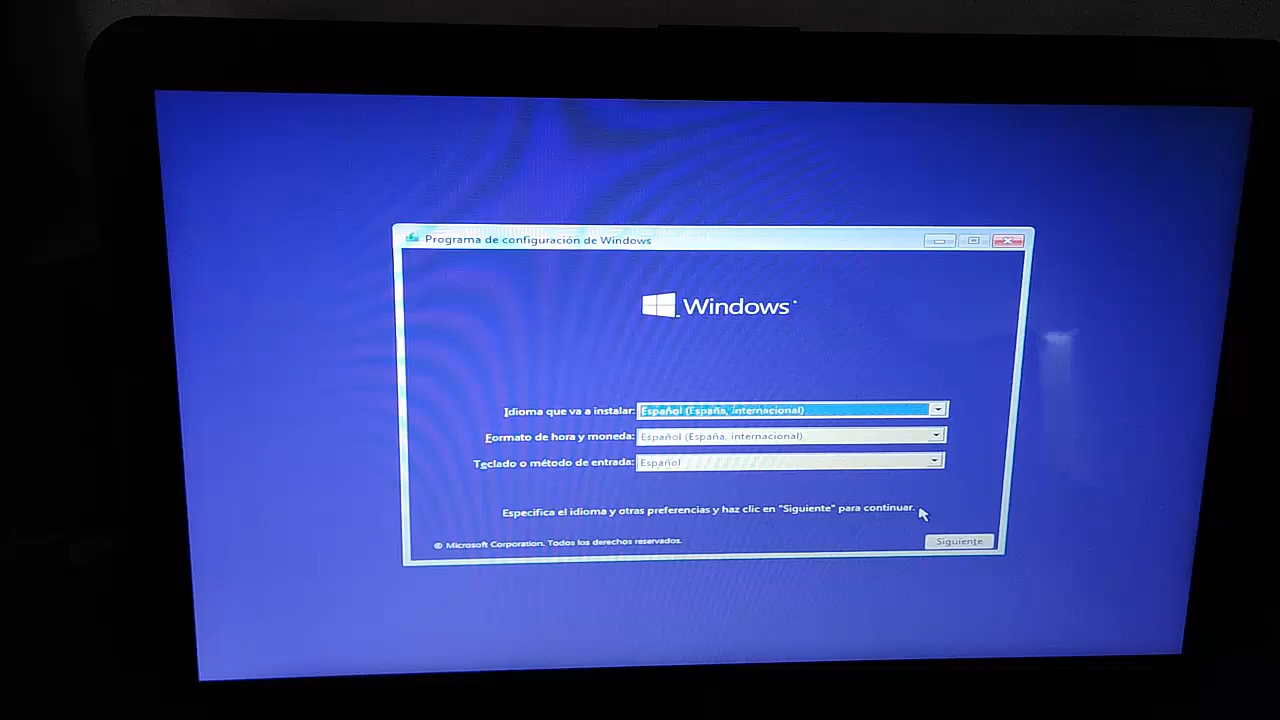 Programa de configuración de Windows
Windows
Idioma que va a instalar: Español (España, internacional)
Formato de hora y moneda: Español (España, internacional)
Teclado o método de entrada: Español
Especifica el idioma y otras preferencias y haz clic en "Siguiente" para continuar.
© Microsoft Corporation. Todos los derechos reservados.
Siguiente